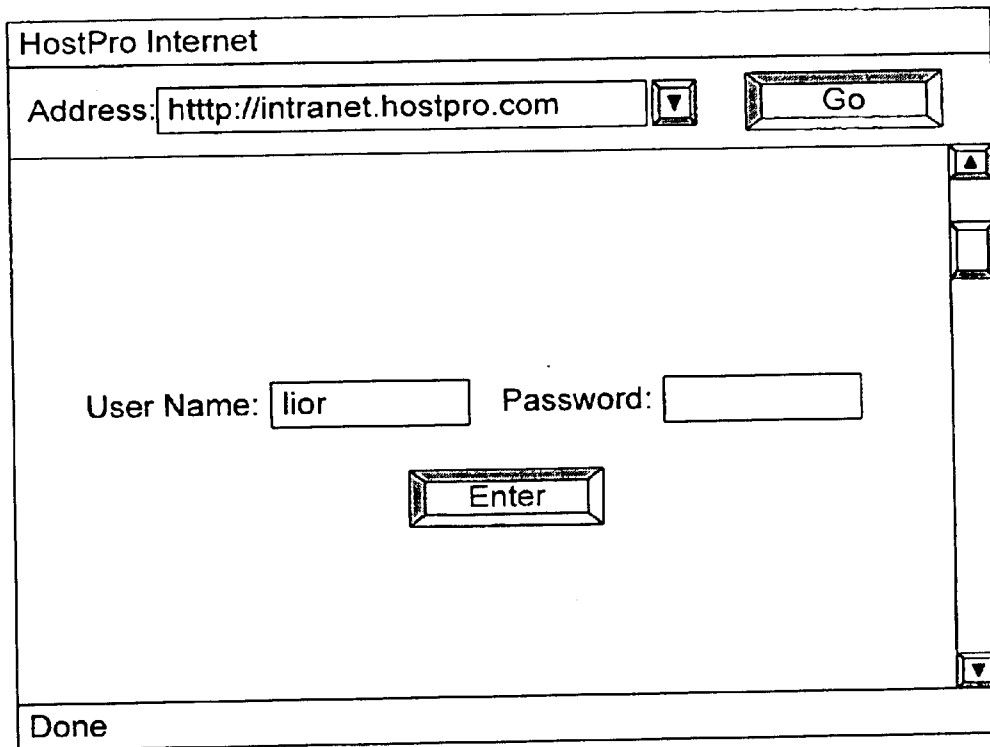 HostPro Internet
Address: htttp://intranet.hostpro.com ▼ Go
User Name: lior Password:
Enter
Done